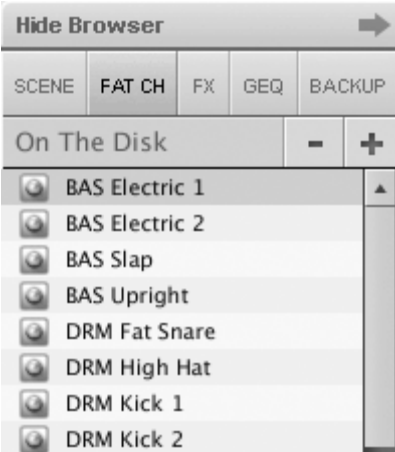 Hide Browser
SCENE FAT CH FX GEQ BACKUP
On The Disk - +
BAS Electric 1
BAS Electric 2
BAS Slap
BAS Upright
DRM Fat Snare
DRM High Hat
DRM Kick 1
DRM Kick 2